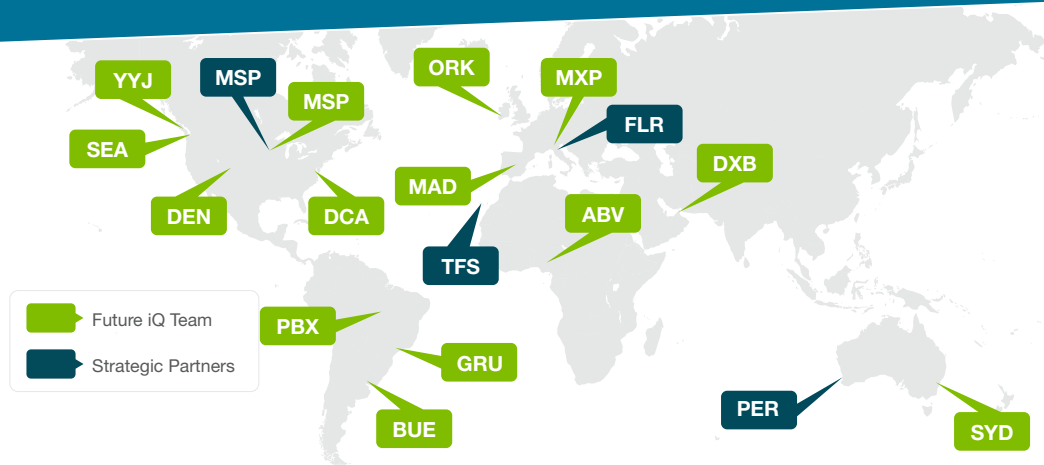 ORK
MSP
MXP
YYJ
MSP
FLR
SEA
DXB
MAD
ABV
DEN
DCA
TFS
Future iQ Team
PBX
GRU
Strategic Partners
PER
BUE
SYD